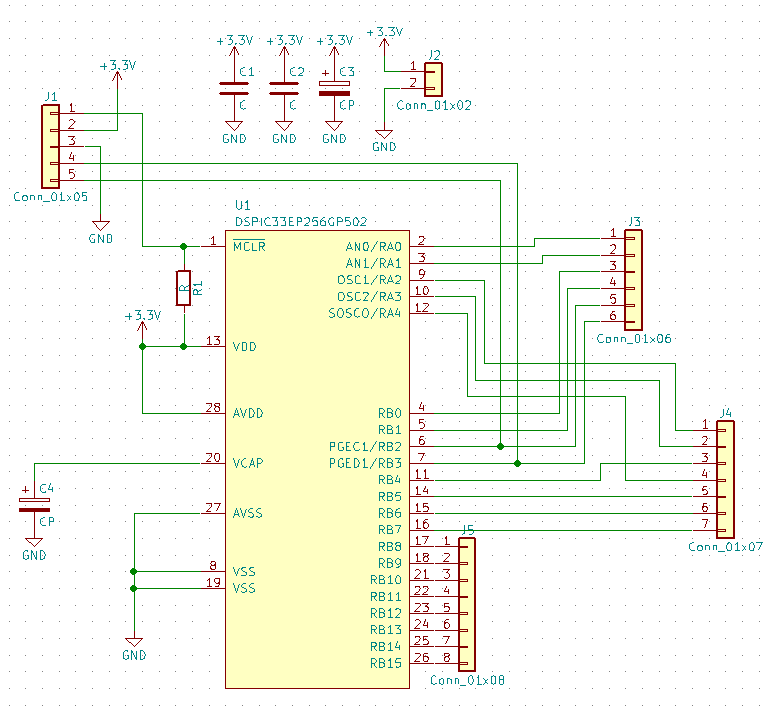 +3.3V +3.3V +3.3V +3.3V
J2
+3.3V
C1 C2 + C3
1
2
C C CP
Conn_01x02
J1
GND GND GND GND
1
2
3
4
5
Conn_01x05
GND
U1
DSPIC33EP256GP502
1 MCLR
R R1
+3.3V
13 VDD
28 AVDD
20 VCAP
+ C4
CP
GND
27 AVSS
8 VSS
19 VSS
GND
AN0/RA0 2
AN1/RA1 3
OSC1/RA2 9
OSC2/RA3 10
SOSCO/RA4 12
RB0 4
RB1 5
PGEC1/RB2 6
PGED1/RB3 7
RB4 11
RB5 14
RB6 15
RB7 16
RB8 17
RB9 18
RB10 21
RB11 22
RB12 23
RB13 24
RB14 25
RB15 26
J3
1
2
3
4
5
6
Conn_01x06
J4
1
2
3
4
5
6
7
Conn_01x07
J5
1
2
3
4
5
6
7
8
Conn_01x08